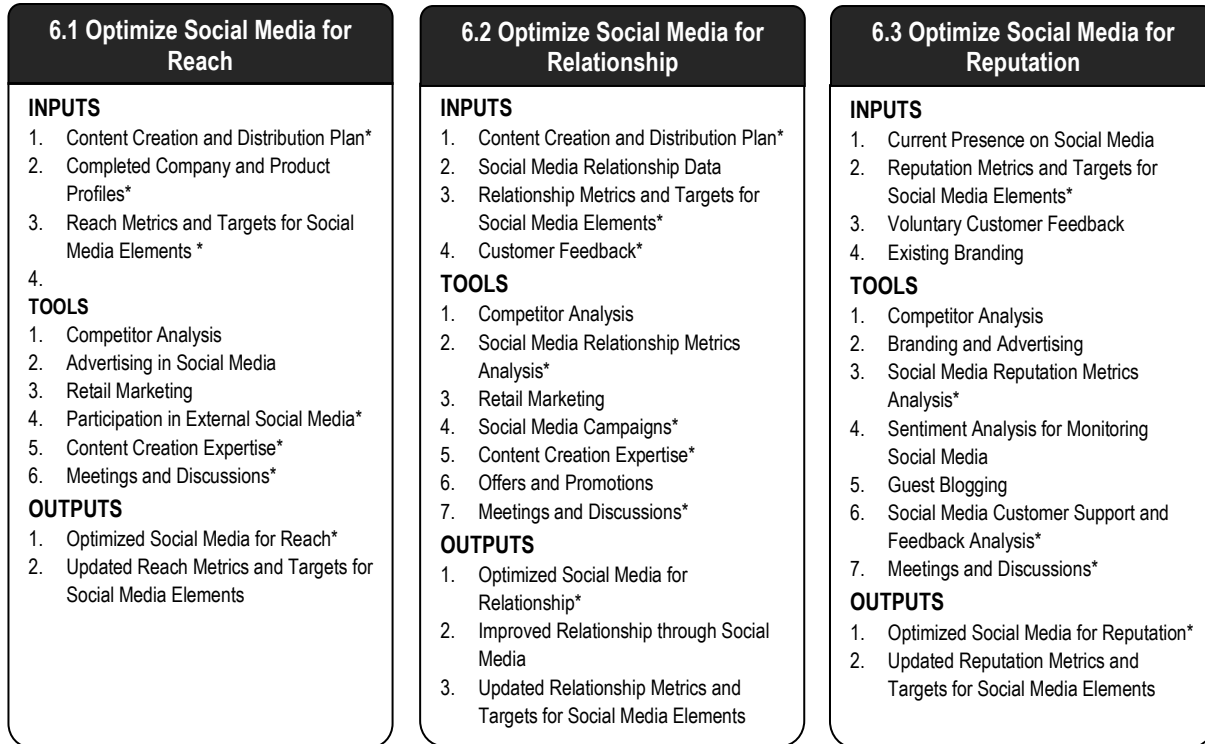 6.1 Optimize Social Media for
Reach
INPUTS
1. Content Creation and Distribution Plan*
2. Completed Company and Product
Profiles*
3. Reach Metrics and Targets for Social
Media Elements *
4.
TOOLS
1. Competitor Analysis
2. Advertising in Social Media
3. Retail Marketing
4. Participation in External Social Media*
5. Content Creation Expertise*
6. Meetings and Discussions*
OUTPUTS
1. Optimized Social Media for Reach*
2. Updated Reach Metrics and Targets for
Social Media Elements
6.2 Optimize Social Media for
Relationship
INPUTS
1. Content Creation and Distribution Plan*
2. Social Media Relationship Data
3. Relationship Metrics and Targets for
Social Media Elements*
4. Customer Feedback*
TOOLS
1. Competitor Analysis
2. Social Media Relationship Metrics
Analysis*
3. Retail Marketing
4. Social Media Campaigns*
5. Content Creation Expertise*
6. Offers and Promotions
7. Meetings and Discussions*
OUTPUTS
1. Optimized Social Media for
Relationship*
2. Improved Relationship through Social
Media
3. Updated Relationship Metrics and
Targets for Social Media Elements
6.3 Optimize Social Media for
Reputation
INPUTS
1. Current Presence on Social Media
2. Reputation Metrics and Targets for
Social Media Elements*
3. Voluntary Customer Feedback
4. Existing Branding
TOOLS
1. Competitor Analysis
2. Branding and Advertising
3. Social Media Reputation Metrics
Analysis*
4. Sentiment Analysis for Monitoring
Social Media
5. Guest Blogging
6. Social Media Customer Support and
Feedback Analysis*
7. Meetings and Discussions*
OUTPUTS
1. Optimized Social Media for Reputation*
2. Updated Reputation Metrics and
Targets for Social Media Elements